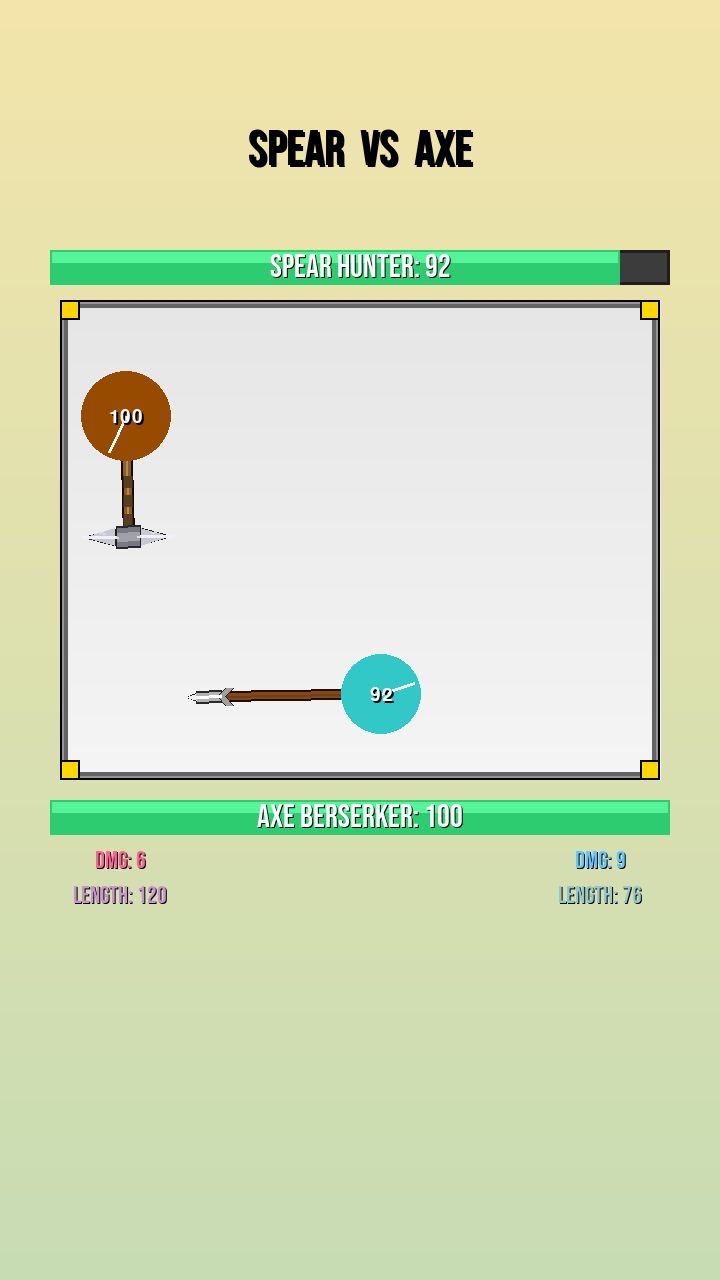 SPEAR VS AXE
SPEAR HUNTER: 92
100
92
AXE BERSERKER: 100
DMG: 6
DMG: 9
LENGTH: 120
LENGTH: 76